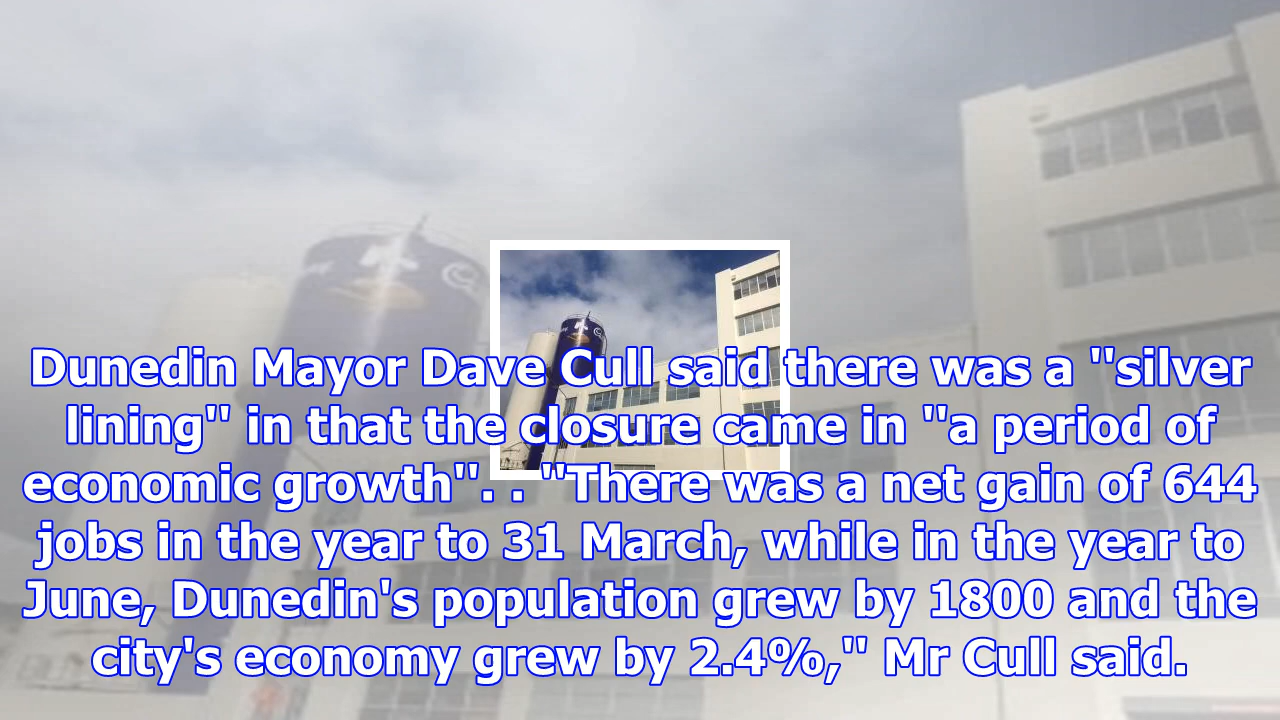 Dunedin Mayor Dave Cull said there was a "silver
lining" in that the closure came in "a period of
economic growth". . "There was a net gain of 644
jobs in the year to 31 March, while in the year to
June, Dunedin's population grew by 1800 and the
city's economy grew by 2.4%," Mr Cull said.